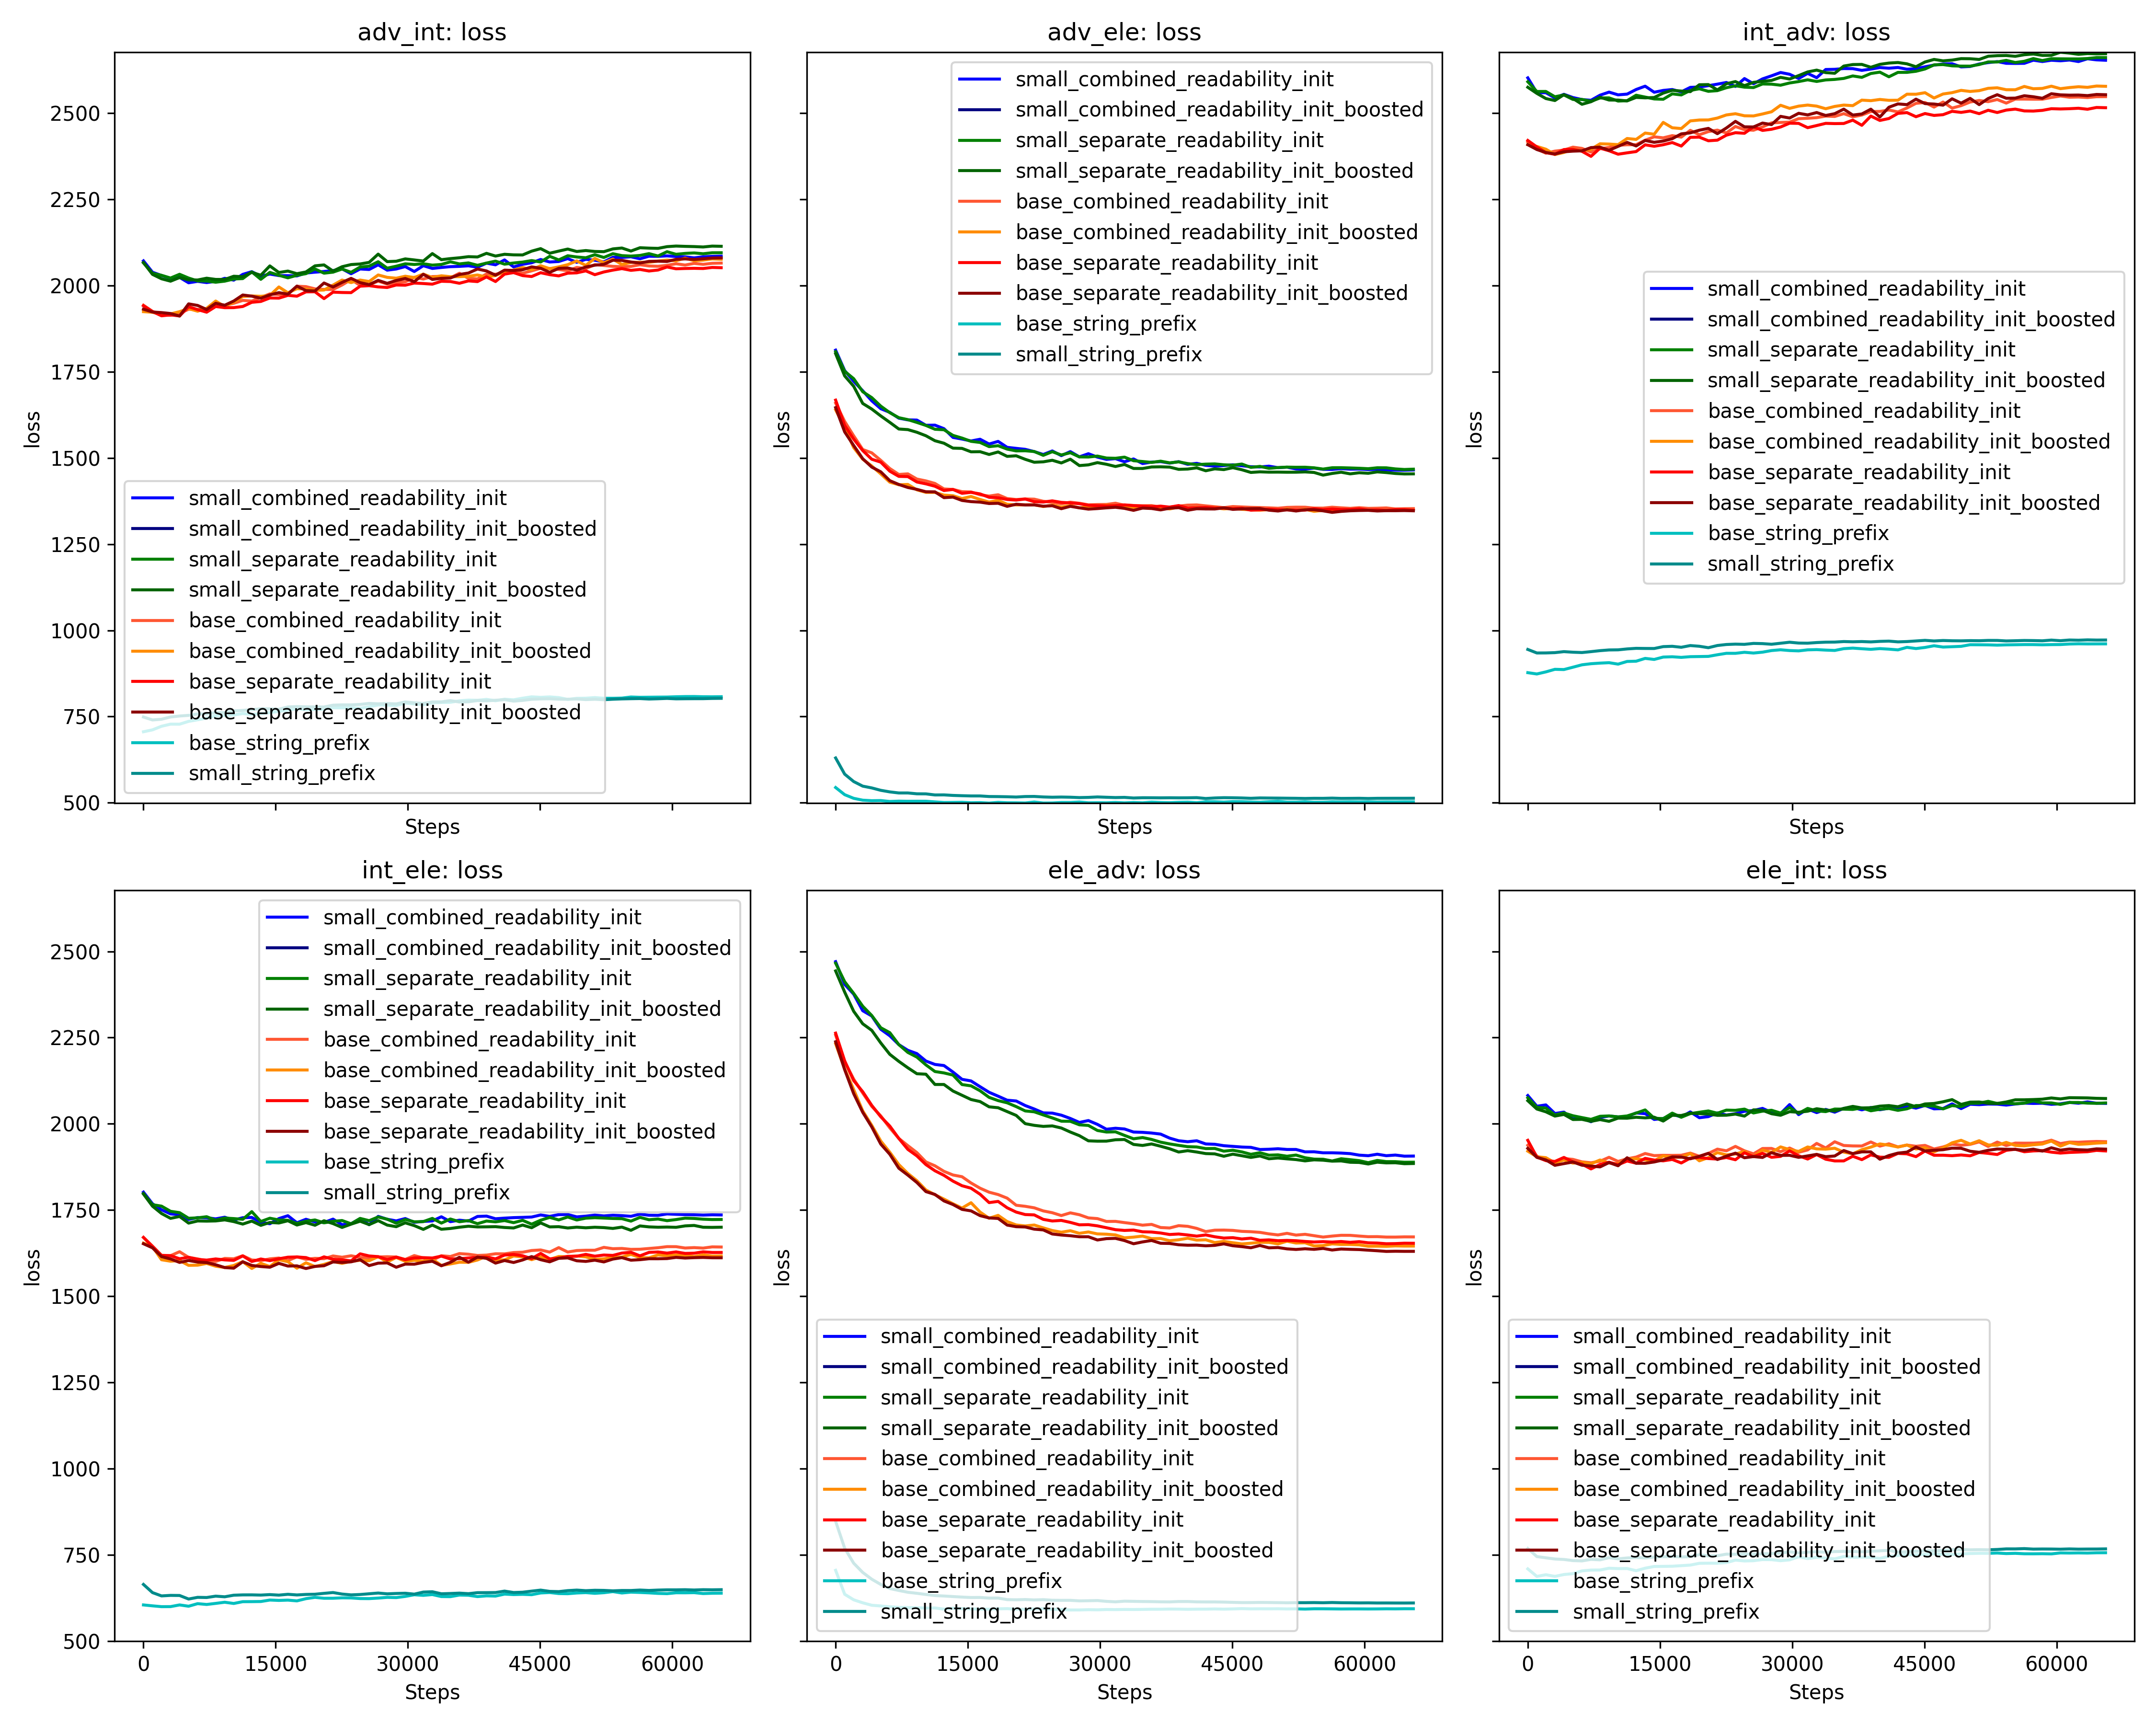 adv_int: loss
loss
2500
2250
2000
1750
1500
1250
1000
750
500
small_combined_readability_init
small_combined_readability_init_boosted
small_separate_readability_init
small_separate_readability_init_boosted
base_combined_readability_init
base_combined_readability_init_boosted
base_separate_readability_init
base_separate_readability_init_boosted
base_string_prefix
small_string_prefix
Steps
adv_ele: loss
loss
small_combined_readability_init
small_combined_readability_init_boosted
small_separate_readability_init
small_separate_readability_init_boosted
base_combined_readability_init
base_combined_readability_init_boosted
base_separate_readability_init
base_separate_readability_init_boosted
base_string_prefix
small_string_prefix
Steps
int_adv: loss
loss
small_combined_readability_init
small_combined_readability_init_boosted
small_separate_readability_init
small_separate_readability_init_boosted
base_combined_readability_init
base_combined_readability_init_boosted
base_separate_readability_init
base_separate_readability_init_boosted
base_string_prefix
small_string_prefix
Steps
int_ele: loss
loss
2500
2250
2000
1750
1500
1250
1000
750
500
small_combined_readability_init
small_combined_readability_init_boosted
small_separate_readability_init
small_separate_readability_init_boosted
base_combined_readability_init
base_combined_readability_init_boosted
base_separate_readability_init
base_separate_readability_init_boosted
base_string_prefix
small_string_prefix
0 15000 30000 45000 60000
Steps
ele_adv: loss
loss
small_combined_readability_init
small_combined_readability_init_boosted
small_separate_readability_init
small_separate_readability_init_boosted
base_combined_readability_init
base_combined_readability_init_boosted
base_separate_readability_init
base_separate_readability_init_boosted
base_string_prefix
small_string_prefix
0 15000 30000 45000 60000
Steps
ele_int: loss
loss
small_combined_readability_init
small_combined_readability_init_boosted
small_separate_readability_init
small_separate_readability_init_boosted
base_combined_readability_init
base_combined_readability_init_boosted
base_separate_readability_init
base_separate_readability_init_boosted
base_string_prefix
small_string_prefix
0 15000 30000 45000 60000
Steps